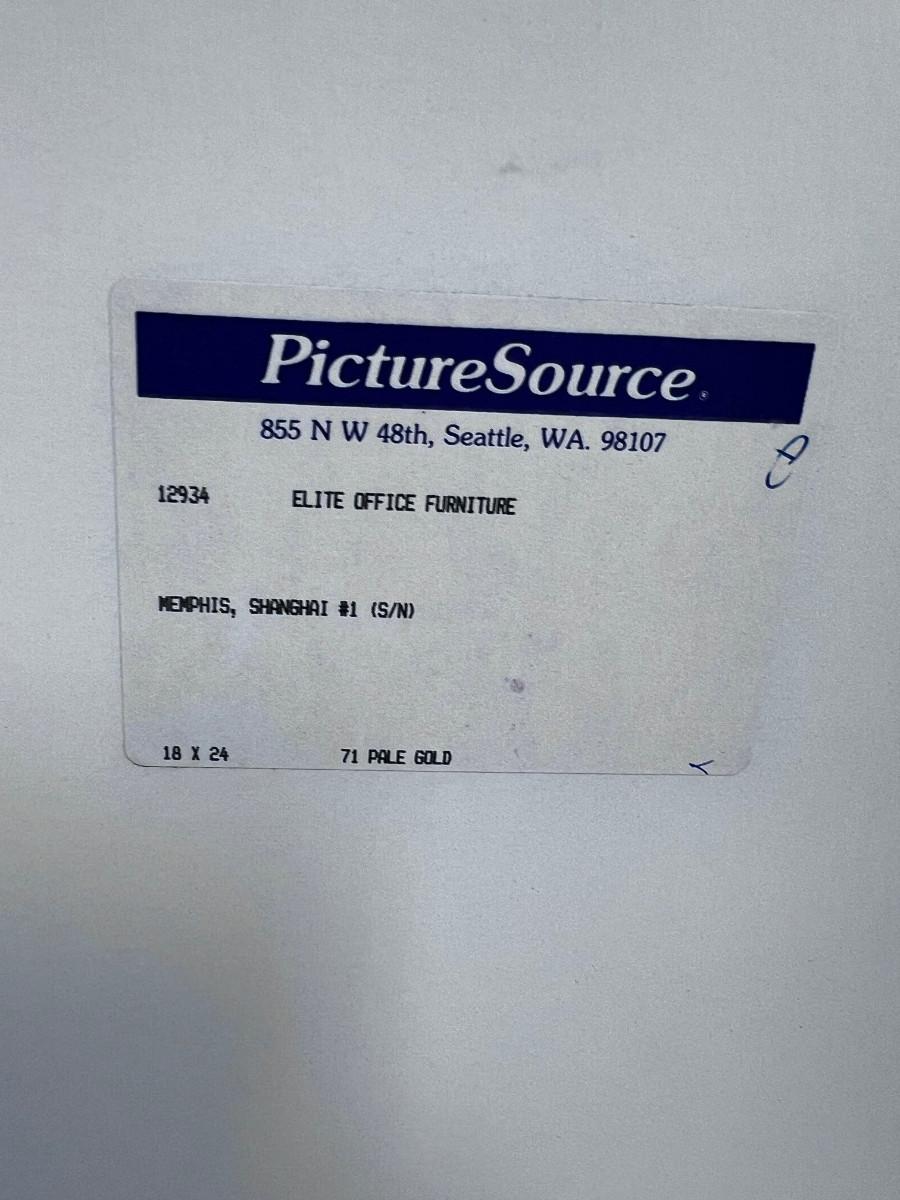 PictureSource®
855 N W 48th, Seattle, WA. 98107
12934 ELITE OFFICE FURNITURE
MEMPHIS, SHANGHAI #1 (S/N)
18 X 24 71 PALE GOLD